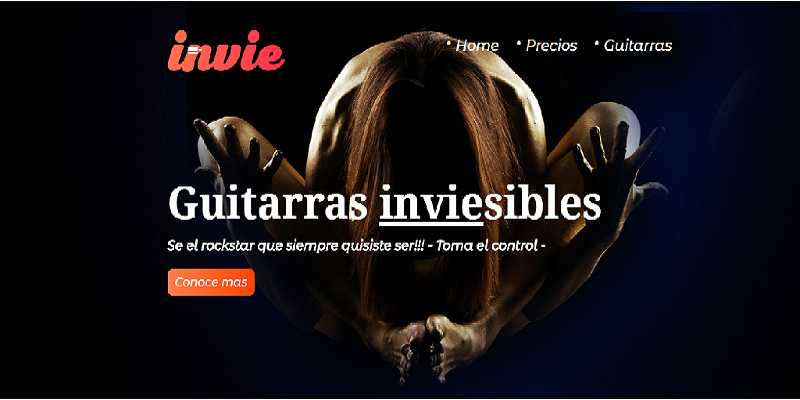 invie
• Home • Precios • Guitarras
Guitarras inviesibles
Se el rockstar que siempre quisiste ser!!! - Toma el control -
Conoce mas